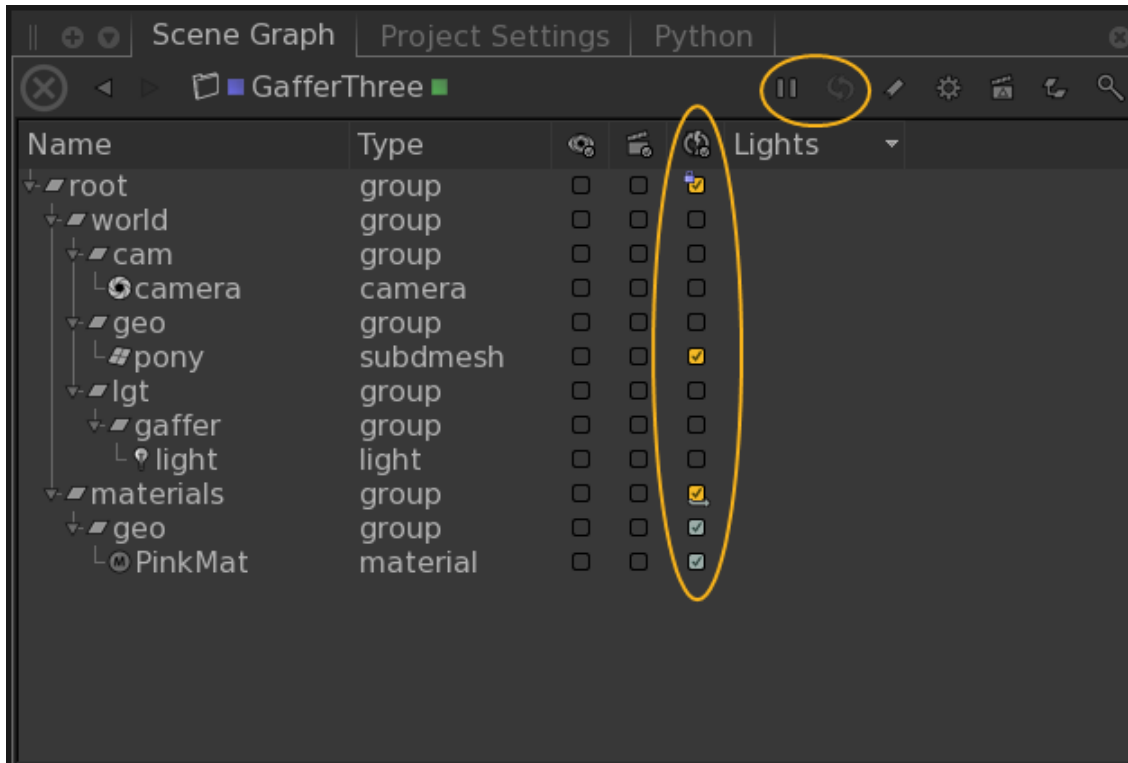 Scene Graph Project Settings Python
GafferThree
Name Type Lights
root group
world group
cam group
camera camera
geo group
pony subdmesh
lgt group
gaffer group
light light
materials group
geo group
PinkMat material